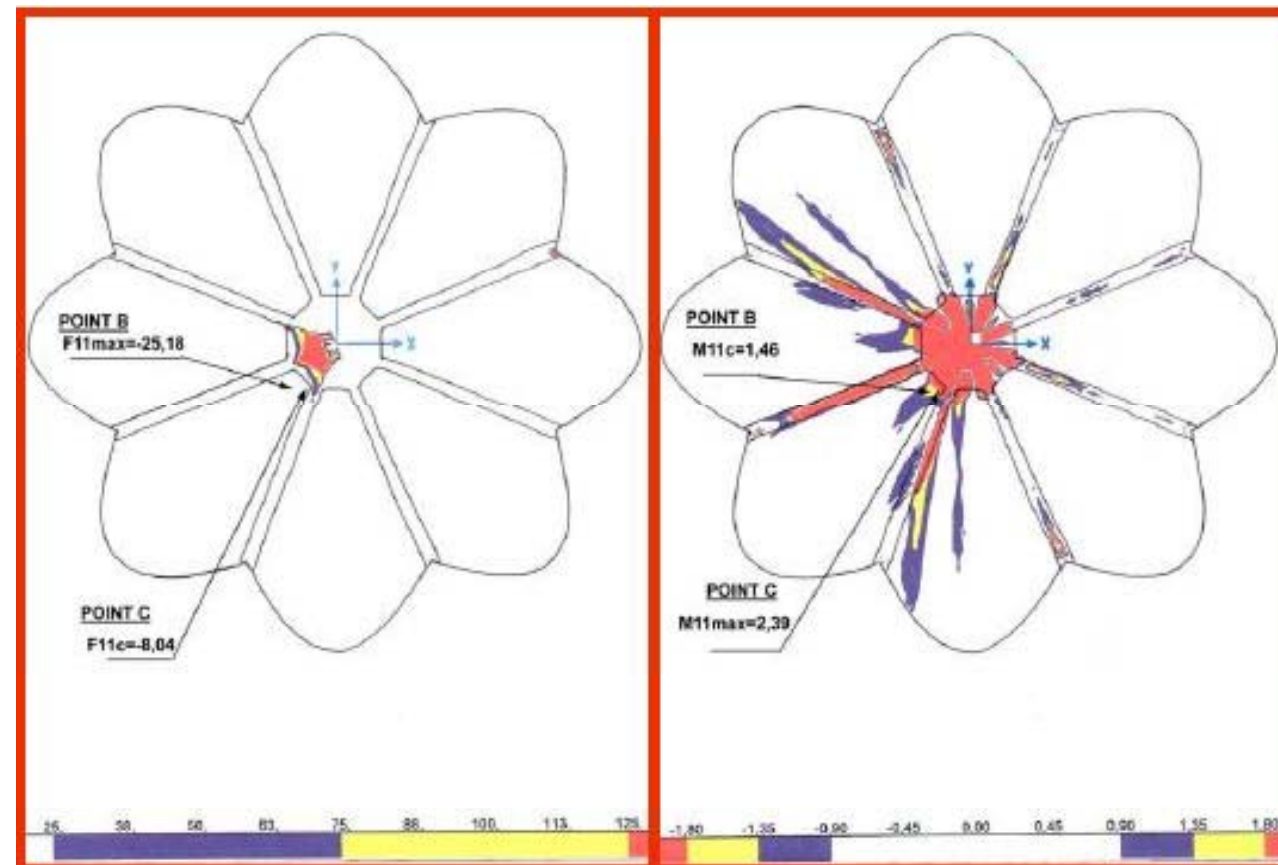 Y
X
POINT B
F11max=-25,18
POINT C
F11c=-8,04
25, 38, 50, 63, 75, 88, 100, 113, 125,
Y
X
POINT B
M11c=1,46
POINT C
M11max=2,39
-1,80 -1,35 -0,90 -0,45 0,00 0,45 0,90 1,35 1,80